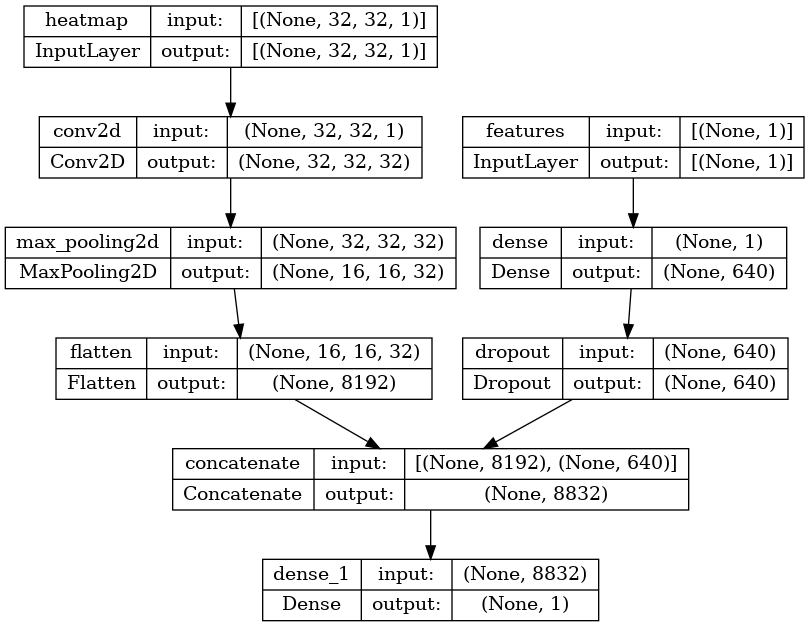 heatmap input: [(None, 32, 32, 1)]
InputLayer output: [(None, 32, 32, 1)]
conv2d input: (None, 32, 32, 1)
Conv2D output: (None, 32, 32, 32)
features input: [(None, 1)]
InputLayer output: [(None, 1)]
max_pooling2d input: (None, 32, 32, 32)
MaxPooling2D output: (None, 16, 16, 32)
dense input: (None, 1)
Dense output: (None, 640)
flatten input: (None, 16, 16, 32)
Flatten output: (None, 8192)
dropout input: (None, 640)
Dropout output: (None, 640)
concatenate input: [(None, 8192), (None, 640)]
Concatenate output: (None, 8832)
dense_1 input: (None, 8832)
Dense output: (None, 1)